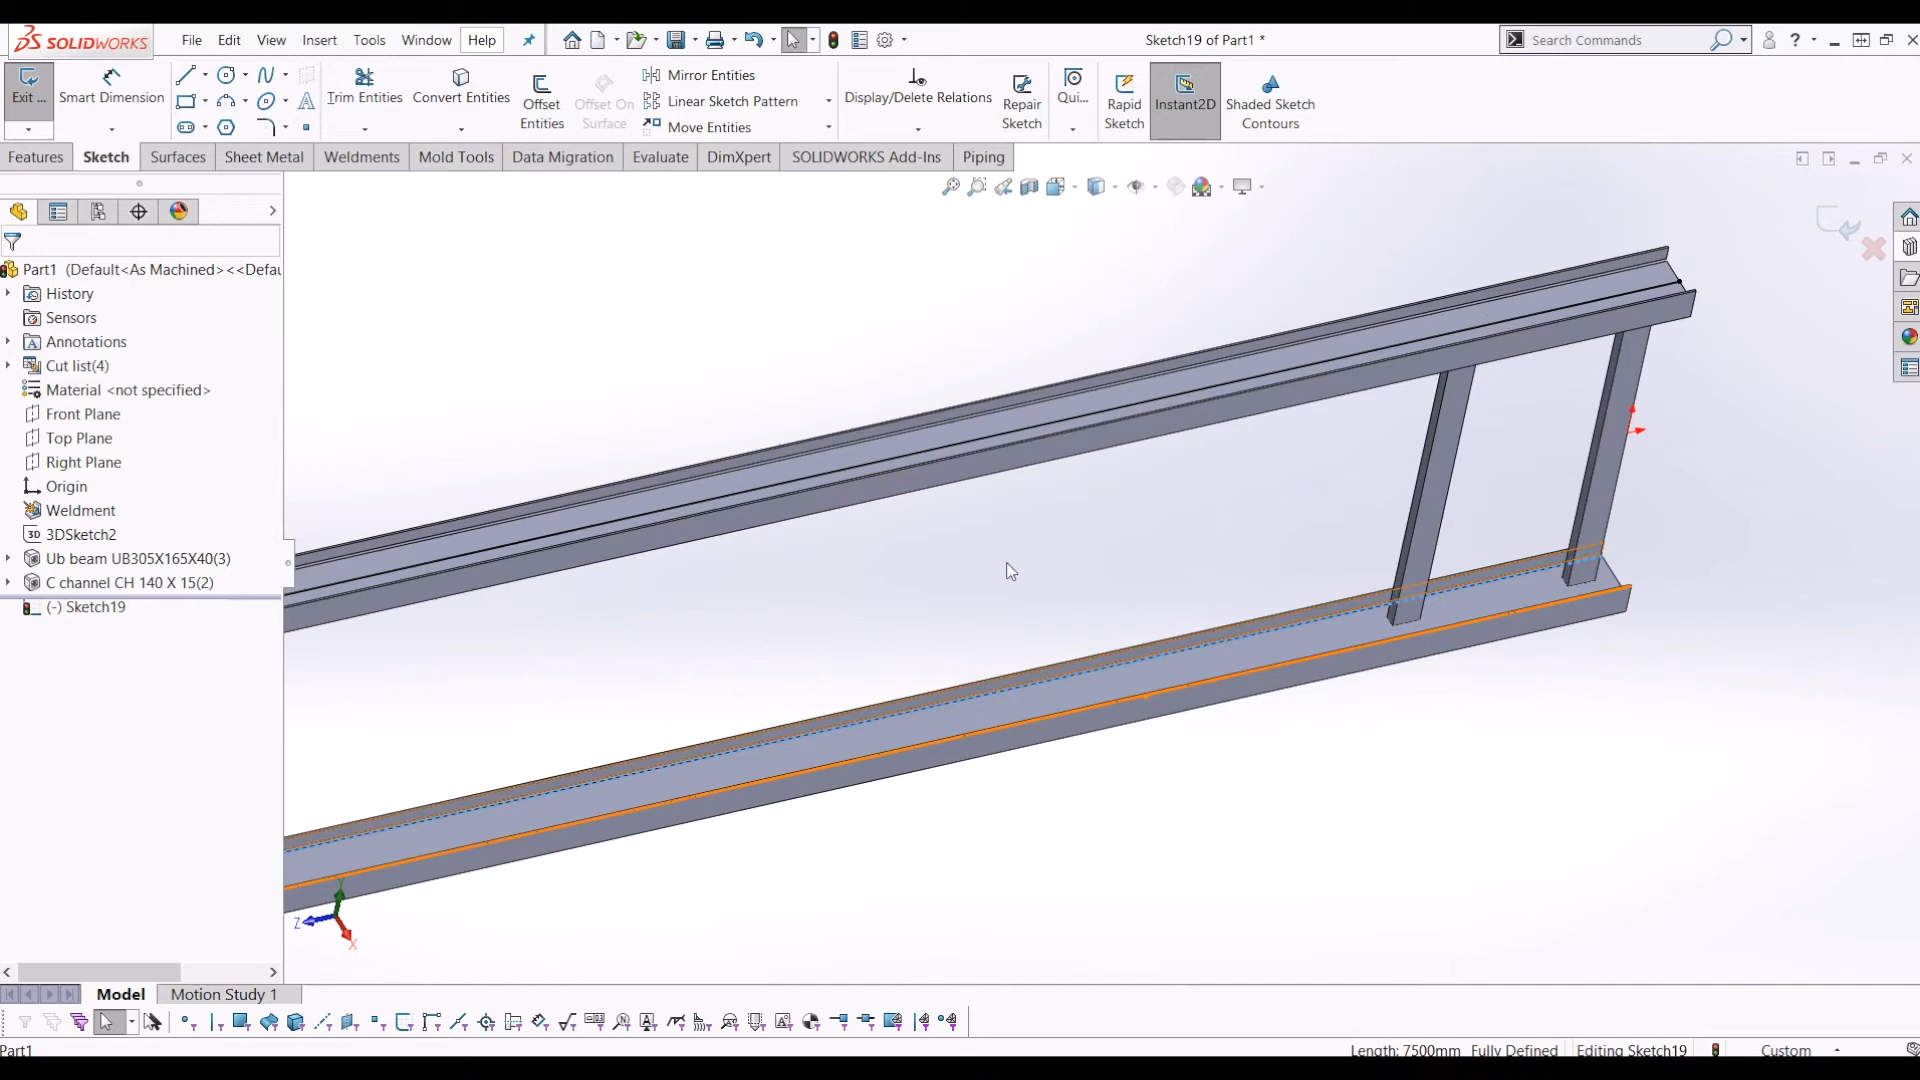 SOLIDWORKS File Edit View Insert Tools Window Help Sketch19 of Part1 * Search Commands ?
Exit ... Smart Dimension Trim Entities Convert Entities Offset Entities Offset On Surface Mirror Entities Linear Sketch Pattern Move Entities Display/Delete Relations Repair Sketch Qui... Rapid Sketch Instant2D Shaded Sketch Contours
Features Sketch Surfaces Sheet Metal Weldments Mold Tools Data Migration Evaluate DimXpert SOLIDWORKS Add-Ins Piping
Part1 (Default<As Machined><<Defau
History
Sensors
Annotations
Cut list(4)
Material <not specified>
Front Plane
Top Plane
Right Plane
Origin
Weldment
3D 3DSketch2
Ub beam UB305X165X40(3)
C channel CH 140 X 15(2)
(-) Sketch19
Y
Z
X
Model Motion Study 1
Part1 Length: 7500mm Fully Defined Editing Sketch19 Custom